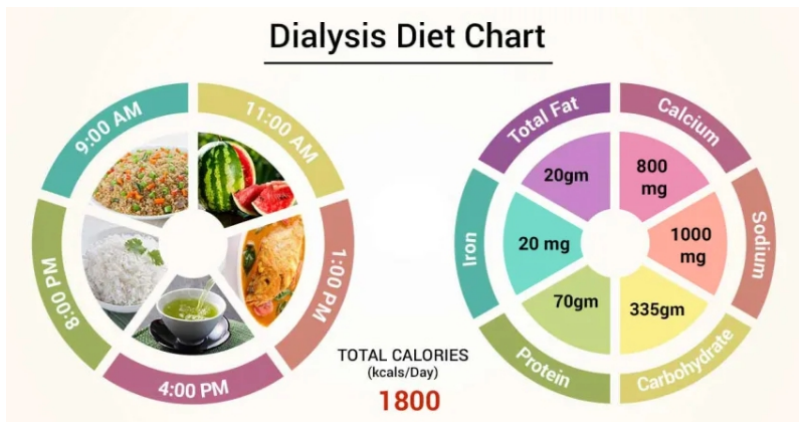 Dialysis Diet Chart
9:00 AM
11:00 AM
1:00 PM
4:00 PM
8:00 PM
TOTAL CALORIES
(kcals/Day)
1800
Total Fat
20gm
Calcium
800
mg
Sodium
1000
mg
Carbohydrate
335gm
Protein
70gm
Iron
20 mg